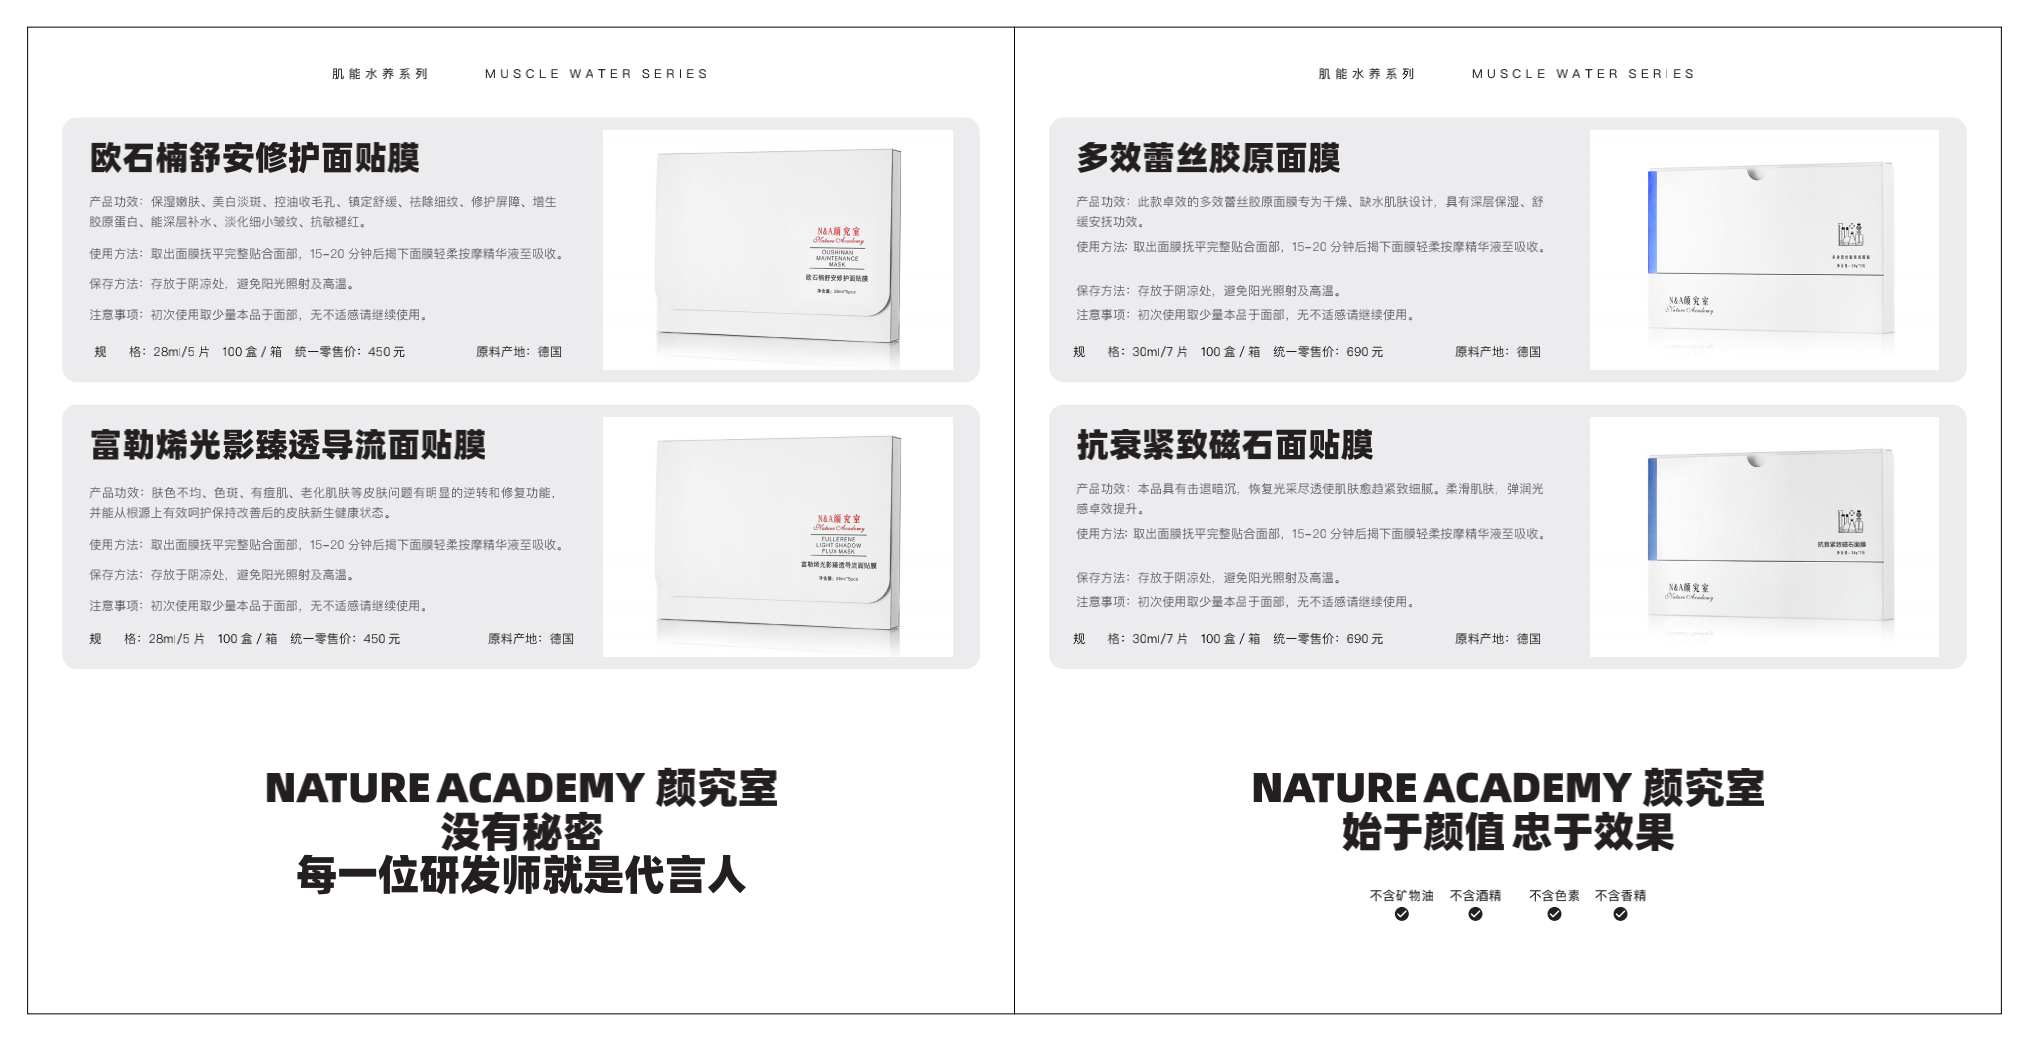 肌能水养系列 MUSCLE WATER SERIES
欧石楠舒安修护面贴膜
产品功效：保湿嫩肤、美白淡斑、控油收毛孔、镇定舒缓、祛除细纹、修护屏障、增生
胶原蛋白、能深层补水、淡化细小皱纹、抗敏褪红。
使用方法：取出面膜抚平完整贴合面部，15-20 分钟后揭下面膜轻柔按摩精华液至吸收。
保存方法：存放于阴凉处，避免阳光照射及高温。
注意事项：初次使用取少量本品于面部，无不适感请继续使用。
规 格：28ml/5 片 100 盒 / 箱 统一零售价：450 元 原料产地：德国
N&A颜究室
Nature Academy
OUSHINAN
MAINTENANCE
MASK
欧石楠舒安修护面贴膜
净含量：28ml*5pcs
富勒烯光影臻透导流面贴膜
产品功效：肤色不均、色斑、有痘肌、老化肌肤等皮肤问题有明显的逆转和修复功能，
并能从根源上有效呵护保持改善后的皮肤新生健康状态。
使用方法：取出面膜抚平完整贴合面部，15-20 分钟后揭下面膜轻柔按摩精华液至吸收。
保存方法：存放于阴凉处，避免阳光照射及高温。
注意事项：初次使用取少量本品于面部，无不适感请继续使用。
规 格：28ml/5 片 100 盒 / 箱 统一零售价：450 元 原料产地：德国
N&A颜究室
Nature Academy
FULLERENE
LIGHT SHADOW
FLUX MASK
富勒烯光影臻透导流面贴膜
净含量：28ml*5pcs
NATURE ACADEMY 颜究室
没有秘密
每一位研发师就是代言人
肌能水养系列 MUSCLE WATER SERIES
多效蕾丝胶原面膜
产品功效：此款卓效的多效蕾丝胶原面膜专为干燥、缺水肌肤设计，具有深层保湿、舒
缓安抚功效。
使用方法：取出面膜抚平完整贴合面部，15-20 分钟后揭下面膜轻柔按摩精华液至吸收。
保存方法：存放于阴凉处，避免阳光照射及高温。
注意事项：初次使用取少量本品于面部，无不适感请继续使用。
规 格：30ml/7 片 100 盒 / 箱 统一零售价：690 元 原料产地：德国
N&A颜究室
Nature Academy
抗衰紧致磁石面贴膜
产品功效：本品具有击退暗沉，恢复光采尽透使肌肤愈趋紧致细腻。柔滑肌肤，弹润光
感卓效提升。
使用方法：取出面膜抚平完整贴合面部，15-20 分钟后揭下面膜轻柔按摩精华液至吸收。
保存方法：存放于阴凉处，避免阳光照射及高温。
注意事项：初次使用取少量本品于面部，无不适感请继续使用。
规 格：30ml/7 片 100 盒 / 箱 统一零售价：690 元 原料产地：德国
抗衰紧致磁石面膜
N&A颜究室
Nature Academy
NATURE ACADEMY 颜究室
始于颜值 忠于效果
不含矿物油 不含酒精 不含色素 不含香精